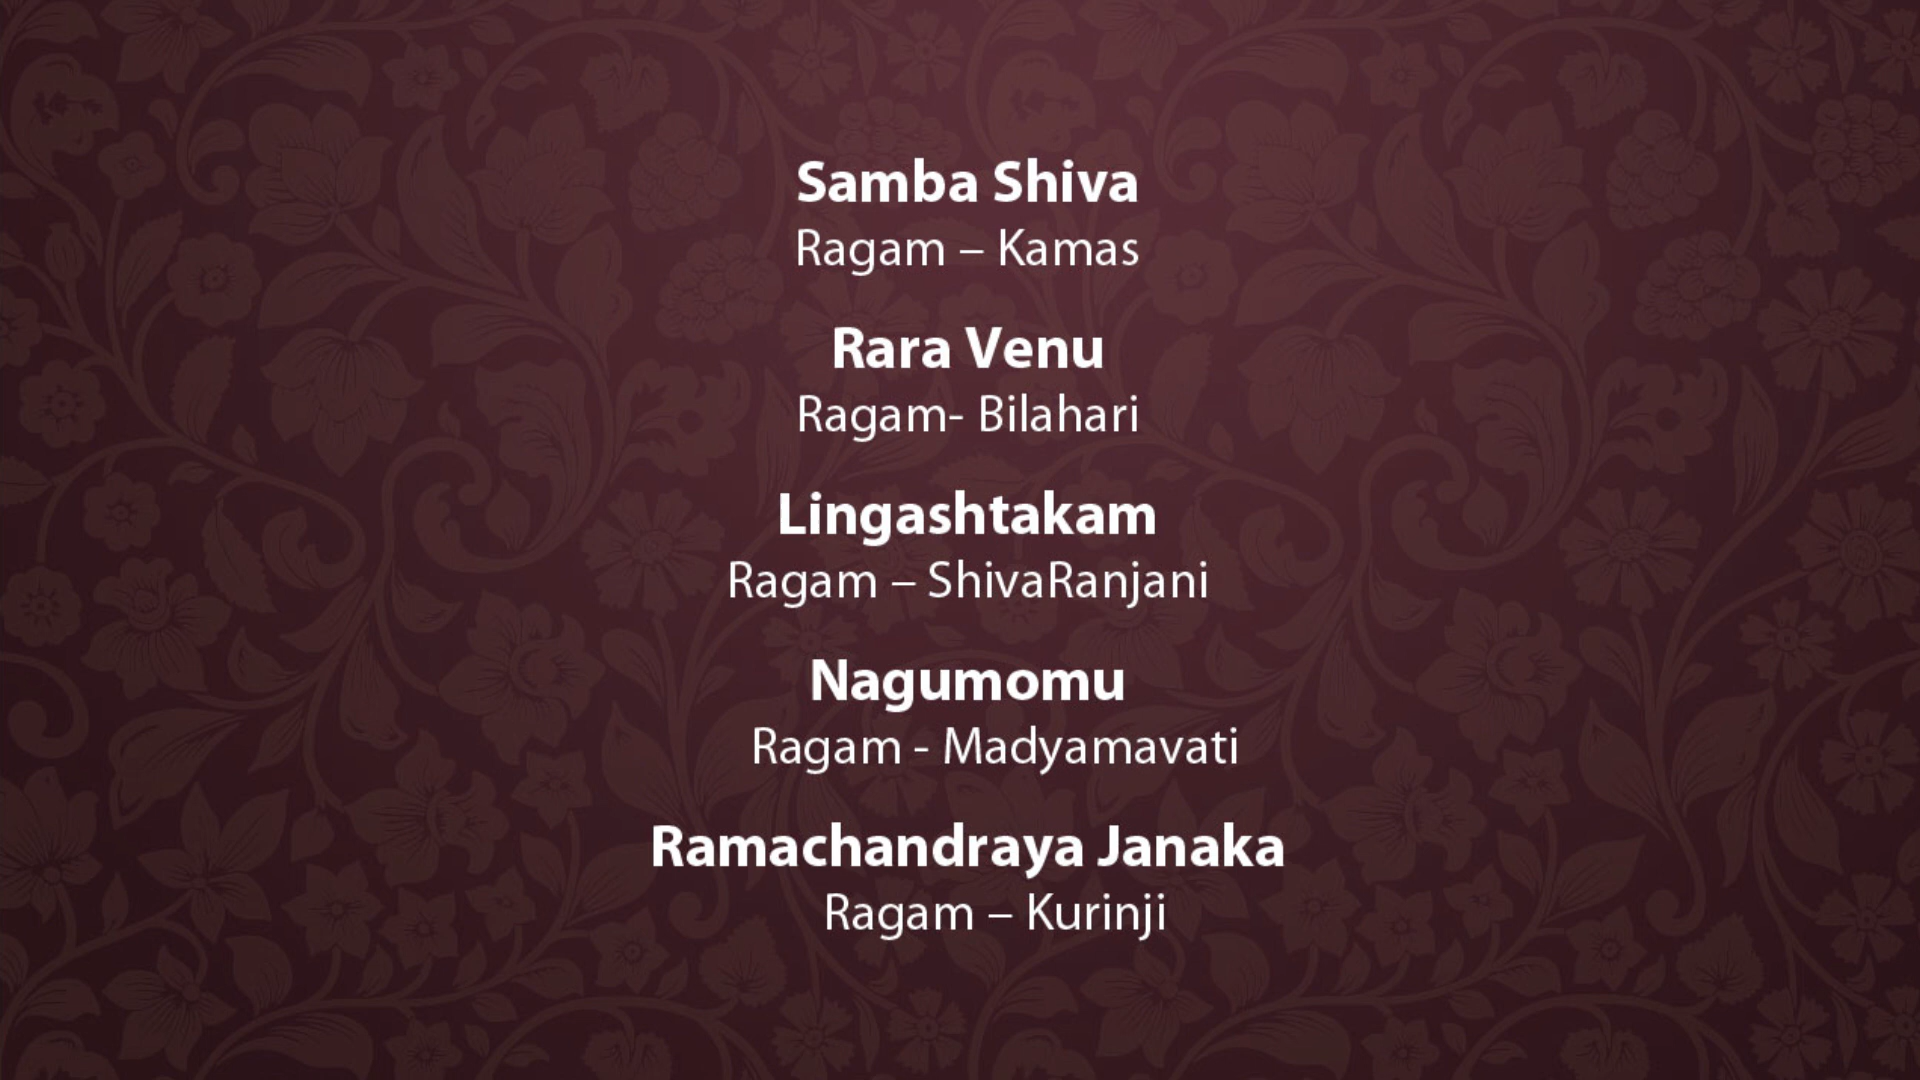 Samba Shiva
Ragam – Kamas
Rara Venu
Ragam- Bilahari
Lingashtakam
Ragam – ShivaRanjani
Nagumomu
Ragam - Madyamavati
Ramachandraya Janaka
Ragam – Kurinji